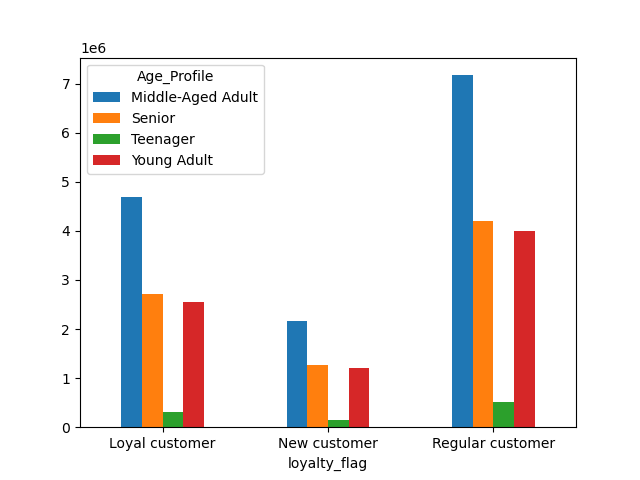 1e6
Age_Profile
Middle-Aged Adult
Senior
Teenager
Young Adult
7
6
5
4
3
2
1
0
Loyal customer New customer Regular customer
loyalty_flag